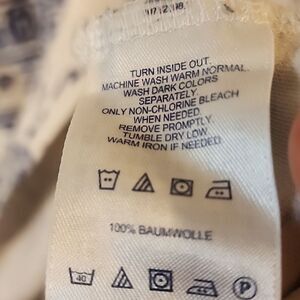 TURN INSIDE OUT.
MACHINE WASH WARM NORMAL.
WASH DARK COLORS
SEPARATELY.
ONLY NON-CHLORINE BLEACH
WHEN NEEDED.
REMOVE PROMPTLY.
TUMBLE DRY LOW.
WARM IRON IF NEEDED.
100% BAUMWOLLE
40 P